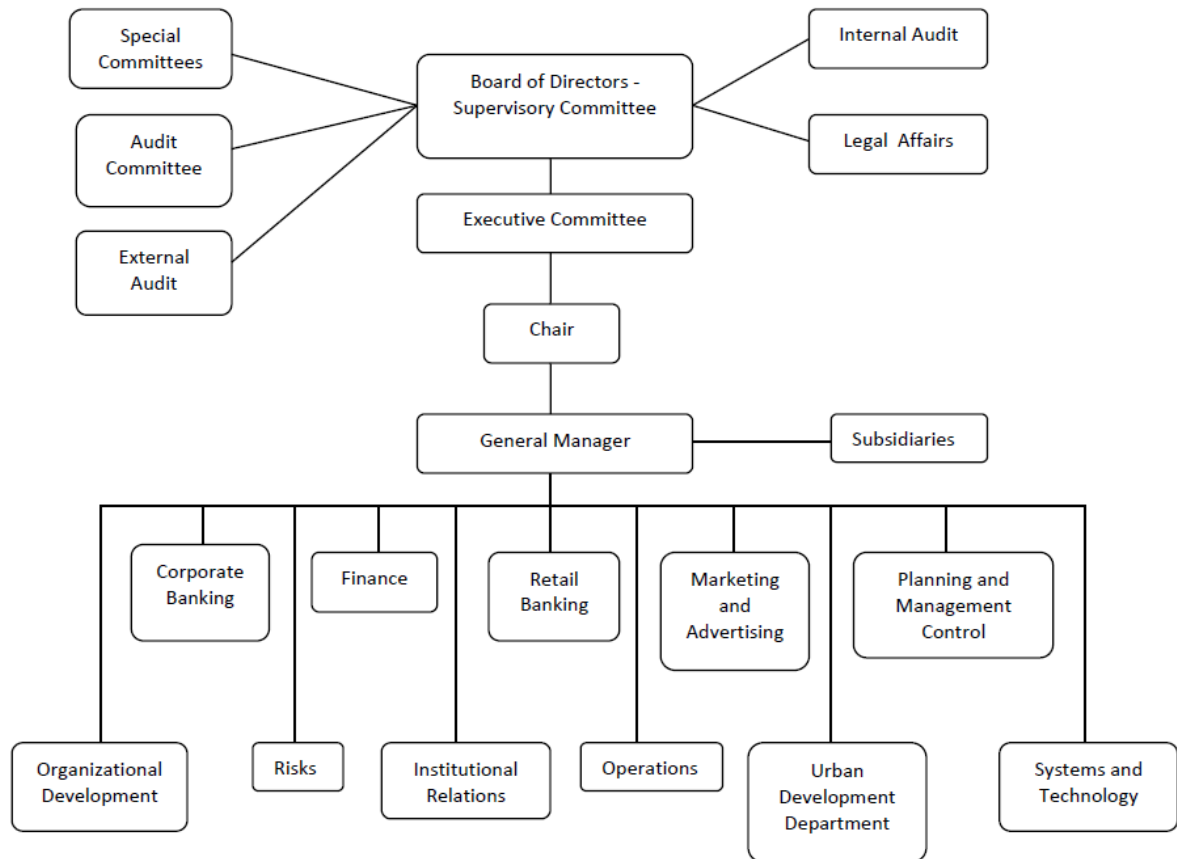 Special
Committees
Internal Audit
Board of Directors -
Supervisory Committee
Audit
Committee
Legal Affairs
Executive Committee
External
Audit
Chair
General Manager
Subsidiaries
Corporate
Banking
Finance
Retail
Banking
Marketing
and
Advertising
Planning and
Management
Control
Organizational
Development
Risks
Institutional
Relations
Operations
Urban
Development
Department
Systems and
Technology